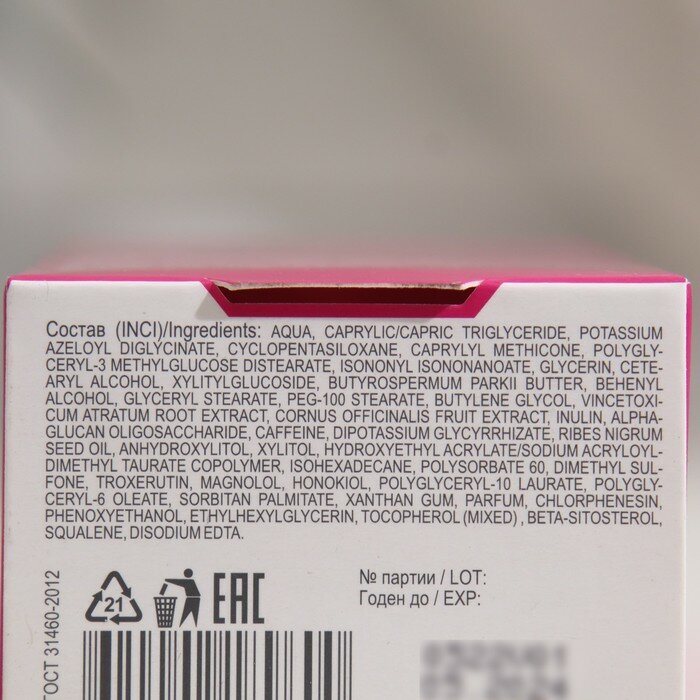 Состав (INCI)/Ingredients: AQUA, CAPRYLIC/CAPRIC TRIGLYCERIDE, POTASSIUM
AZELOYL DIGLYCINATE, CYCLOPENTASILOXANE, CAPRYLYL METHICONE, POLYGLY-
CERYL-3 METHYLGLUCOSE DISTEARATE, ISONONYL ISONONANOATE, GLYCERIN, CETE-
ARYL ALCOHOL, XYLITYLGLUCOSIDE, BUTYROSPERMUM PARKII BUTTER, BEHENYL
ALCOHOL, GLYCERYL STEARATE, PEG-100 STEARATE, BUTYLENE GLYCOL, VINCETOXI-
CUM ATRATUM ROOT EXTRACT, CORNUS OFFICINALIS FRUIT EXTRACT, INULIN, ALPHA-
GLUCAN OLIGOSACCHARIDE, CAFFEINE, DIPOTASSIUM GLYCYRRHIZATE, RIBES NIGRUM
SEED OIL, ANHYDROXYLITOL, XYLITOL, HYDROXYETHYL ACRYLATE/SODIUM ACRYLOYL-
DIMETHYL TAURATE COPOLYMER, ISOHEXADECANE, POLYSORBATE 60, DIMETHYL SUL-
FONE, TROXERUTIN, MAGNOLOL, HONOKIOL, POLYGLYCERYL-10 LAURATE, POLYGLY-
CERYL-6 OLEATE, SORBITAN PALMITATE, XANTHAN GUM, PARFUM, CHLORPHENESIN,
PHENOXYETHANOL, ETHYLHEXYLGLYCERIN, TOCOPHEROL (MIXED) , BETA-SITOSTEROL,
SQUALENE, DISODIUM EDTA.
21
EAC
№ партии / LOT:
Годен до / EXP:
ГОСТ 31460-2012